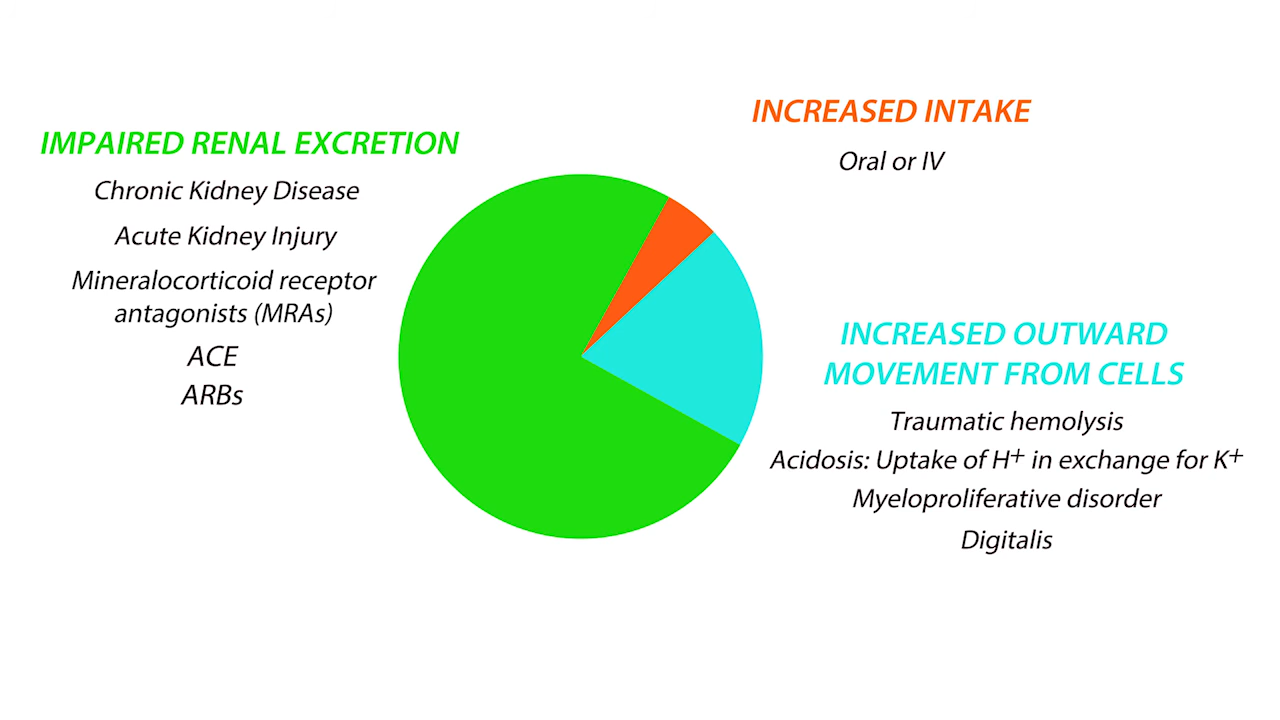 IMPAIRED RENAL EXCRETION
Chronic Kidney Disease
Acute Kidney Injury
Mineralocorticoid receptor
antagonists (MRAs)
ACE
ARBs
INCREASED INTAKE
Oral or IV
INCREASED OUTWARD
MOVEMENT FROM CELLS
Traumatic hemolysis
Acidosis: Uptake of H⁺ in exchange for K⁺
Myeloproliferative disorder
Digitalis